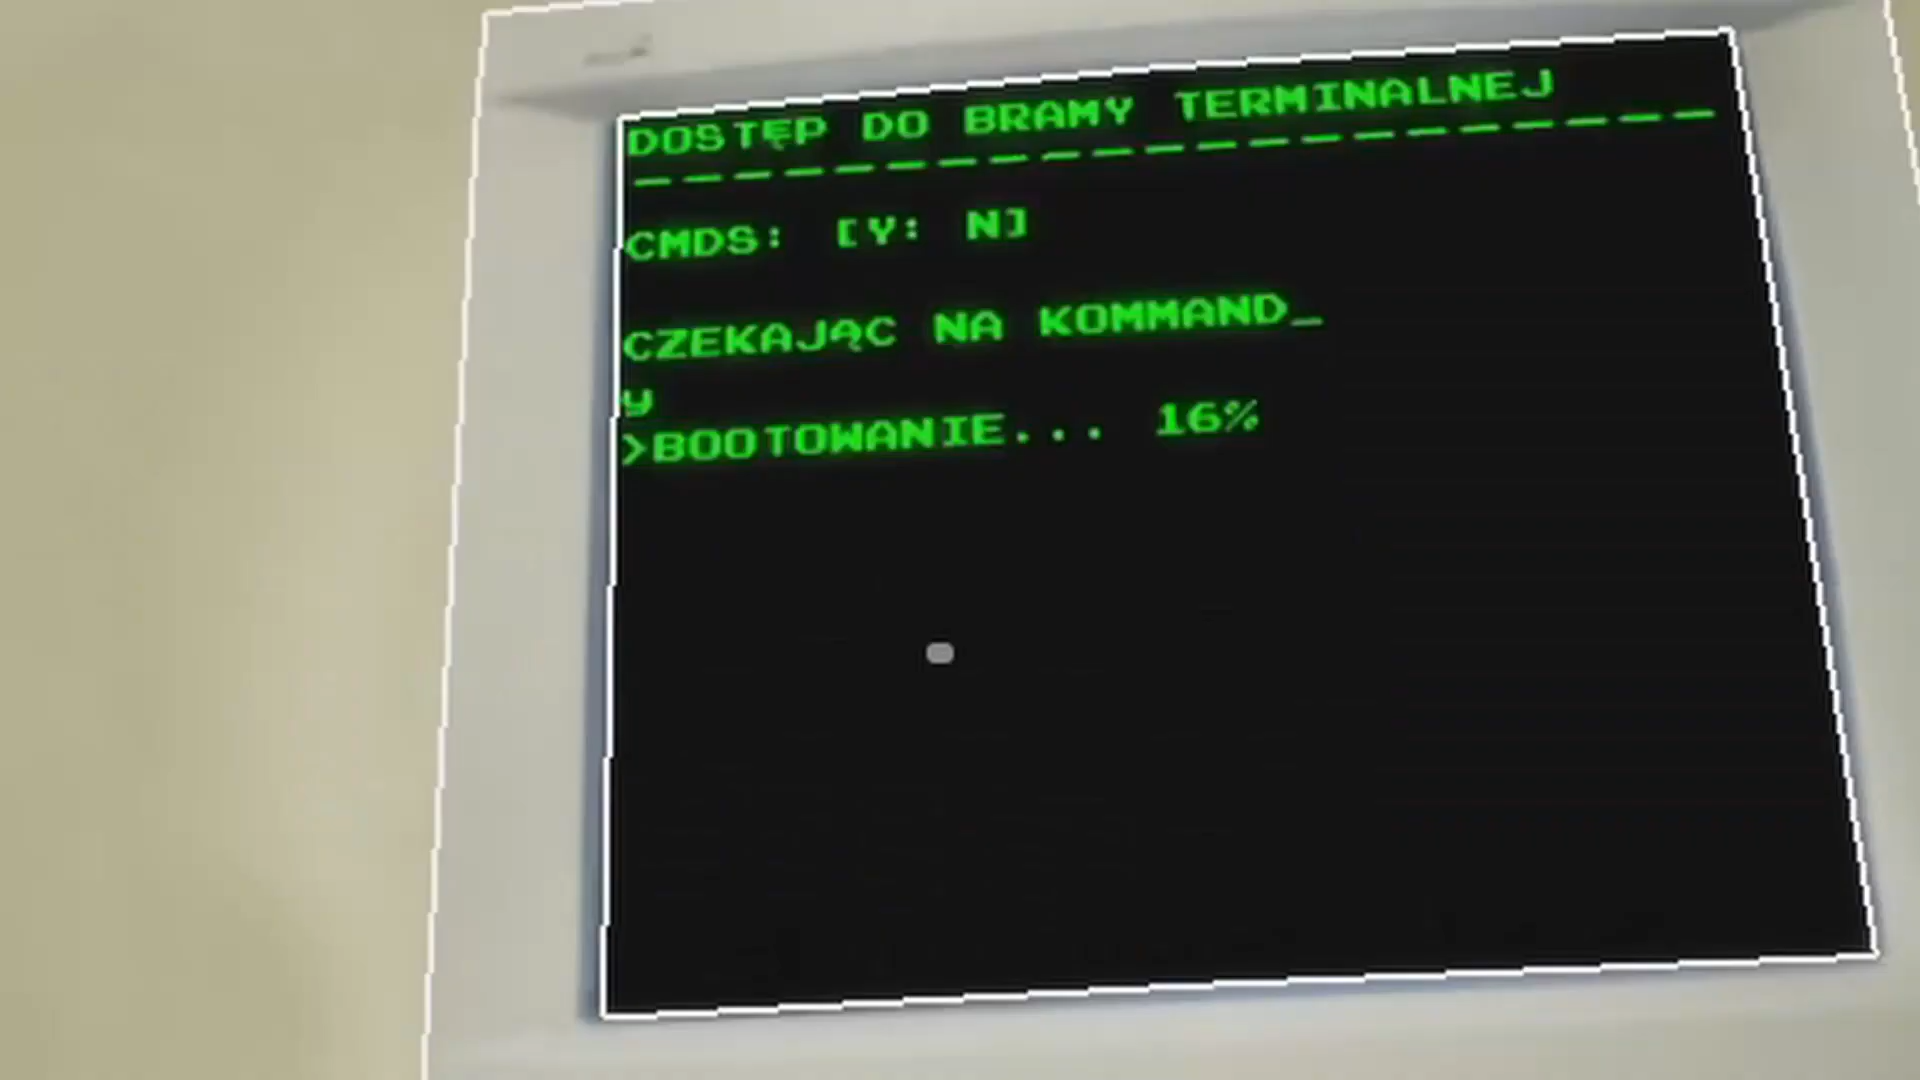 DOSTĘP DO BRAMY TERMINALNEJ
CMDS: [Y: N]
CZEKAJĄC NA KOMMAND_
y
>BOOTOWANIE... 16%